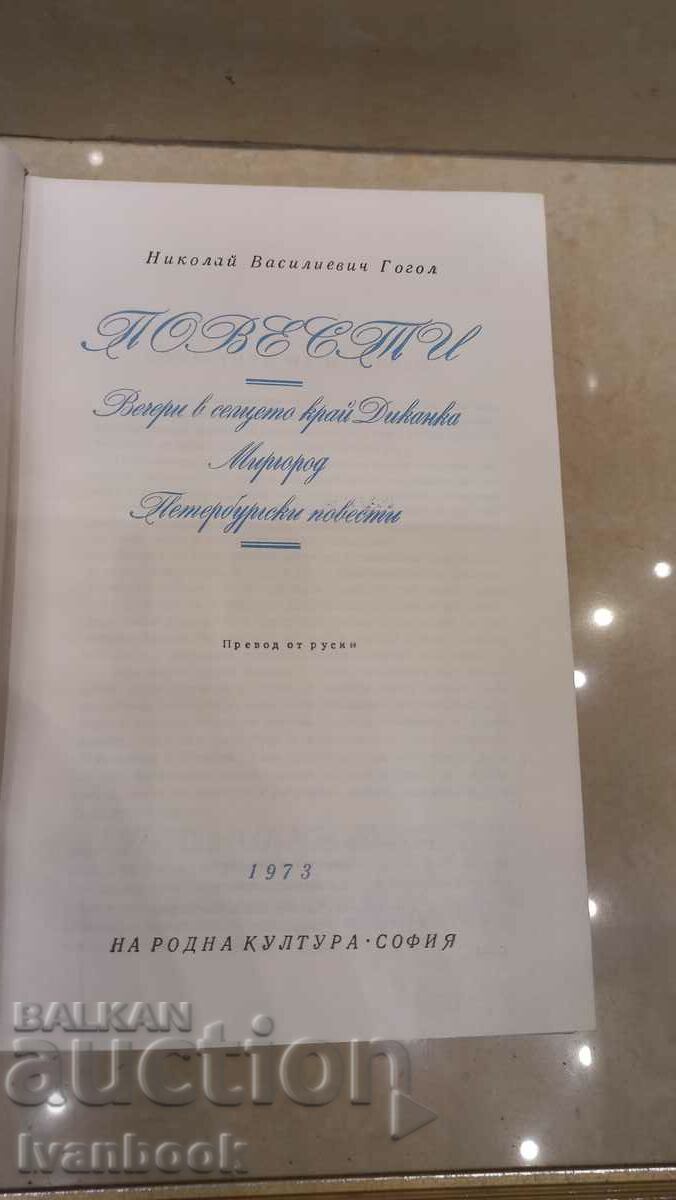 Николай Василиевич Гогол
ПОВЕСТИ
Вечери в селцето край Диканка
Миргород
Петербургски повести
Превод от руски
1973
НАРОДНА КУЛТУРА · СОФИЯ
BALKAN
auction
Ivanbook